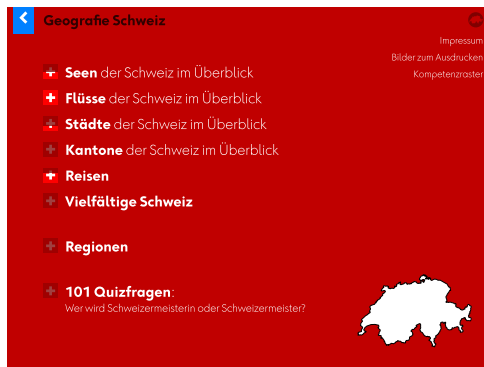 Geografie Schweiz
Impressum
Bilder zum Ausdrucken
Kompetenzraster
Seen der Schweiz im Überblick
Flüsse der Schweiz im Überblick
Städte der Schweiz im Überblick
Kantone der Schweiz im Überblick
Reisen
Vielfältige Schweiz
Regionen
101 Quizfragen:
Wer wird Schweizermeisterin oder Schweizermeister?